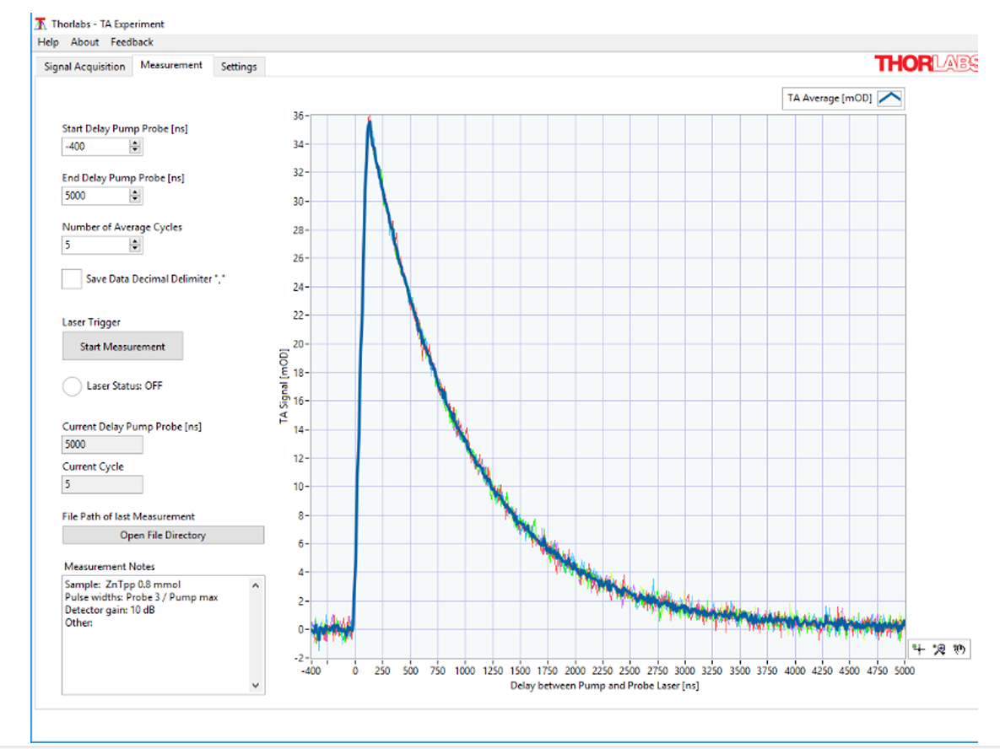 Thorlabs - TA Experiment
Help About Feedback
Signal Acquisition Measurement Settings
THORLABS
TA Average [mOD]
Start Delay Pump Probe [ns]
-400
End Delay Pump Probe [ns]
5000
Number of Average Cycles
5
Save Data Decimal Delimiter ","
Laser Trigger
Start Measurement
Laser Status: OFF
Current Delay Pump Probe [ns]
5000
Current Cycle
5
File Path of last Measurement
Open File Directory
Measurement Notes
Sample: ZnTpp 0.8 mmol
Pulse widths: Probe 3 / Pump max
Detector gain: 10 dB
Other:
TA Signal [mOD]
36
34
32
30
28
26
24
22
20
18
16
14
12
10
8
6
4
2
0
-2
-400 0 250 500 750 1000 1250 1500 1750 2000 2250 2500 2750 3000 3250 3500 3750 4000 4250 4500 4750 5000
Delay between Pump and Probe Laser [ns]